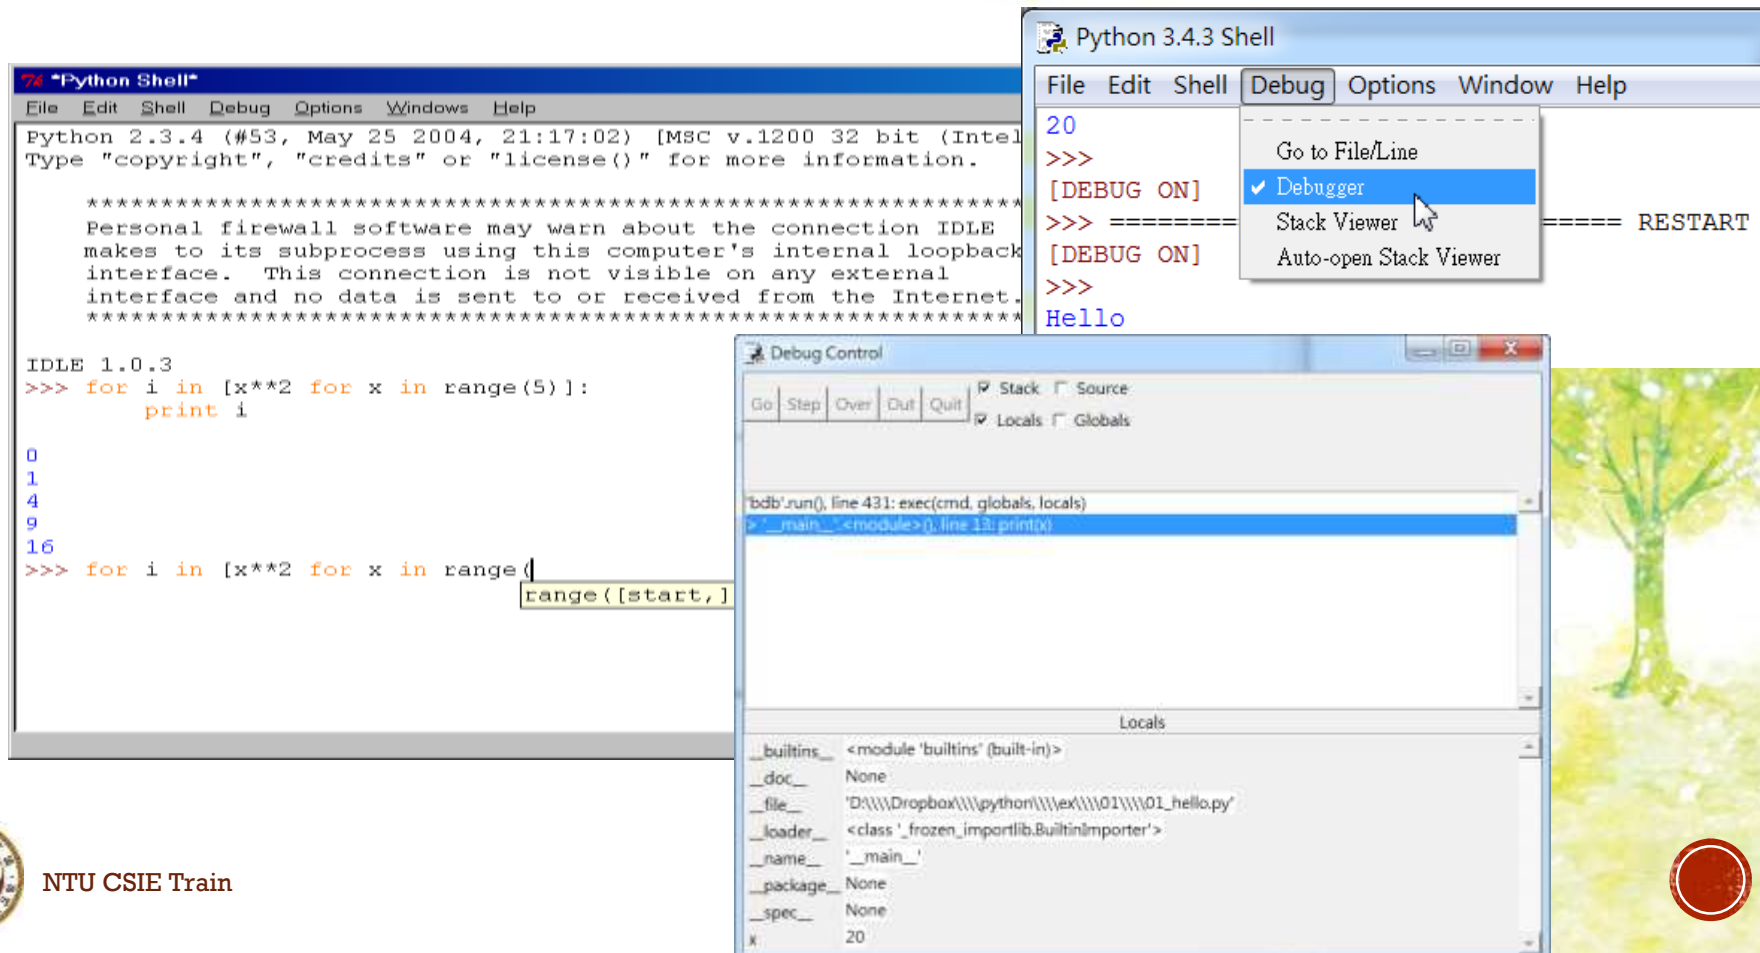 *Python Shell*
File Edit Shell Debug Options Windows Help
Python 2.3.4 (#53, May 25 2004, 21:17:02) [MSC v.1200 32 bit (Intel
Type "copyright", "credits" or "license()" for more information.
****************************************************************
Personal firewall software may warn about the connection IDLE
makes to its subprocess using this computer's internal loopback
interface.  This connection is not visible on any external
interface and no data is sent to or received from the Internet.
****************************************************************
IDLE 1.0.3
>>> for i in [x**2 for x in range(5)]:
print i
0
1
4
9
16
>>> for i in [x**2 for x in range(
range([start,]
Python 3.4.3 Shell
File Edit Shell Debug Options Window Help
20
>>>
[DEBUG ON]
>>> ======== ===== RESTART
[DEBUG ON]
>>>
Hello
Go to File/Line
✓ Debugger
Stack Viewer
Auto-open Stack Viewer
Debug Control
Go Step Over Out Quit
Stack Source
Locals Globals
'bdb'.run(), line 431: exec(cmd, globals, locals)
> '__main__'.<module>(), line 13: print(x)
Locals
__builtins__ <module 'builtins' (built-in)>
__doc__ None
__file__ 'D:\\\\Dropbox\\\\python\\\\ex\\\\01\\\\01_hello.py'
__loader__ <class '_frozen_importlib.BuiltinImporter'>
__name__ '__main__'
__package__ None
__spec__ None
x 20
NTU CSIE Train